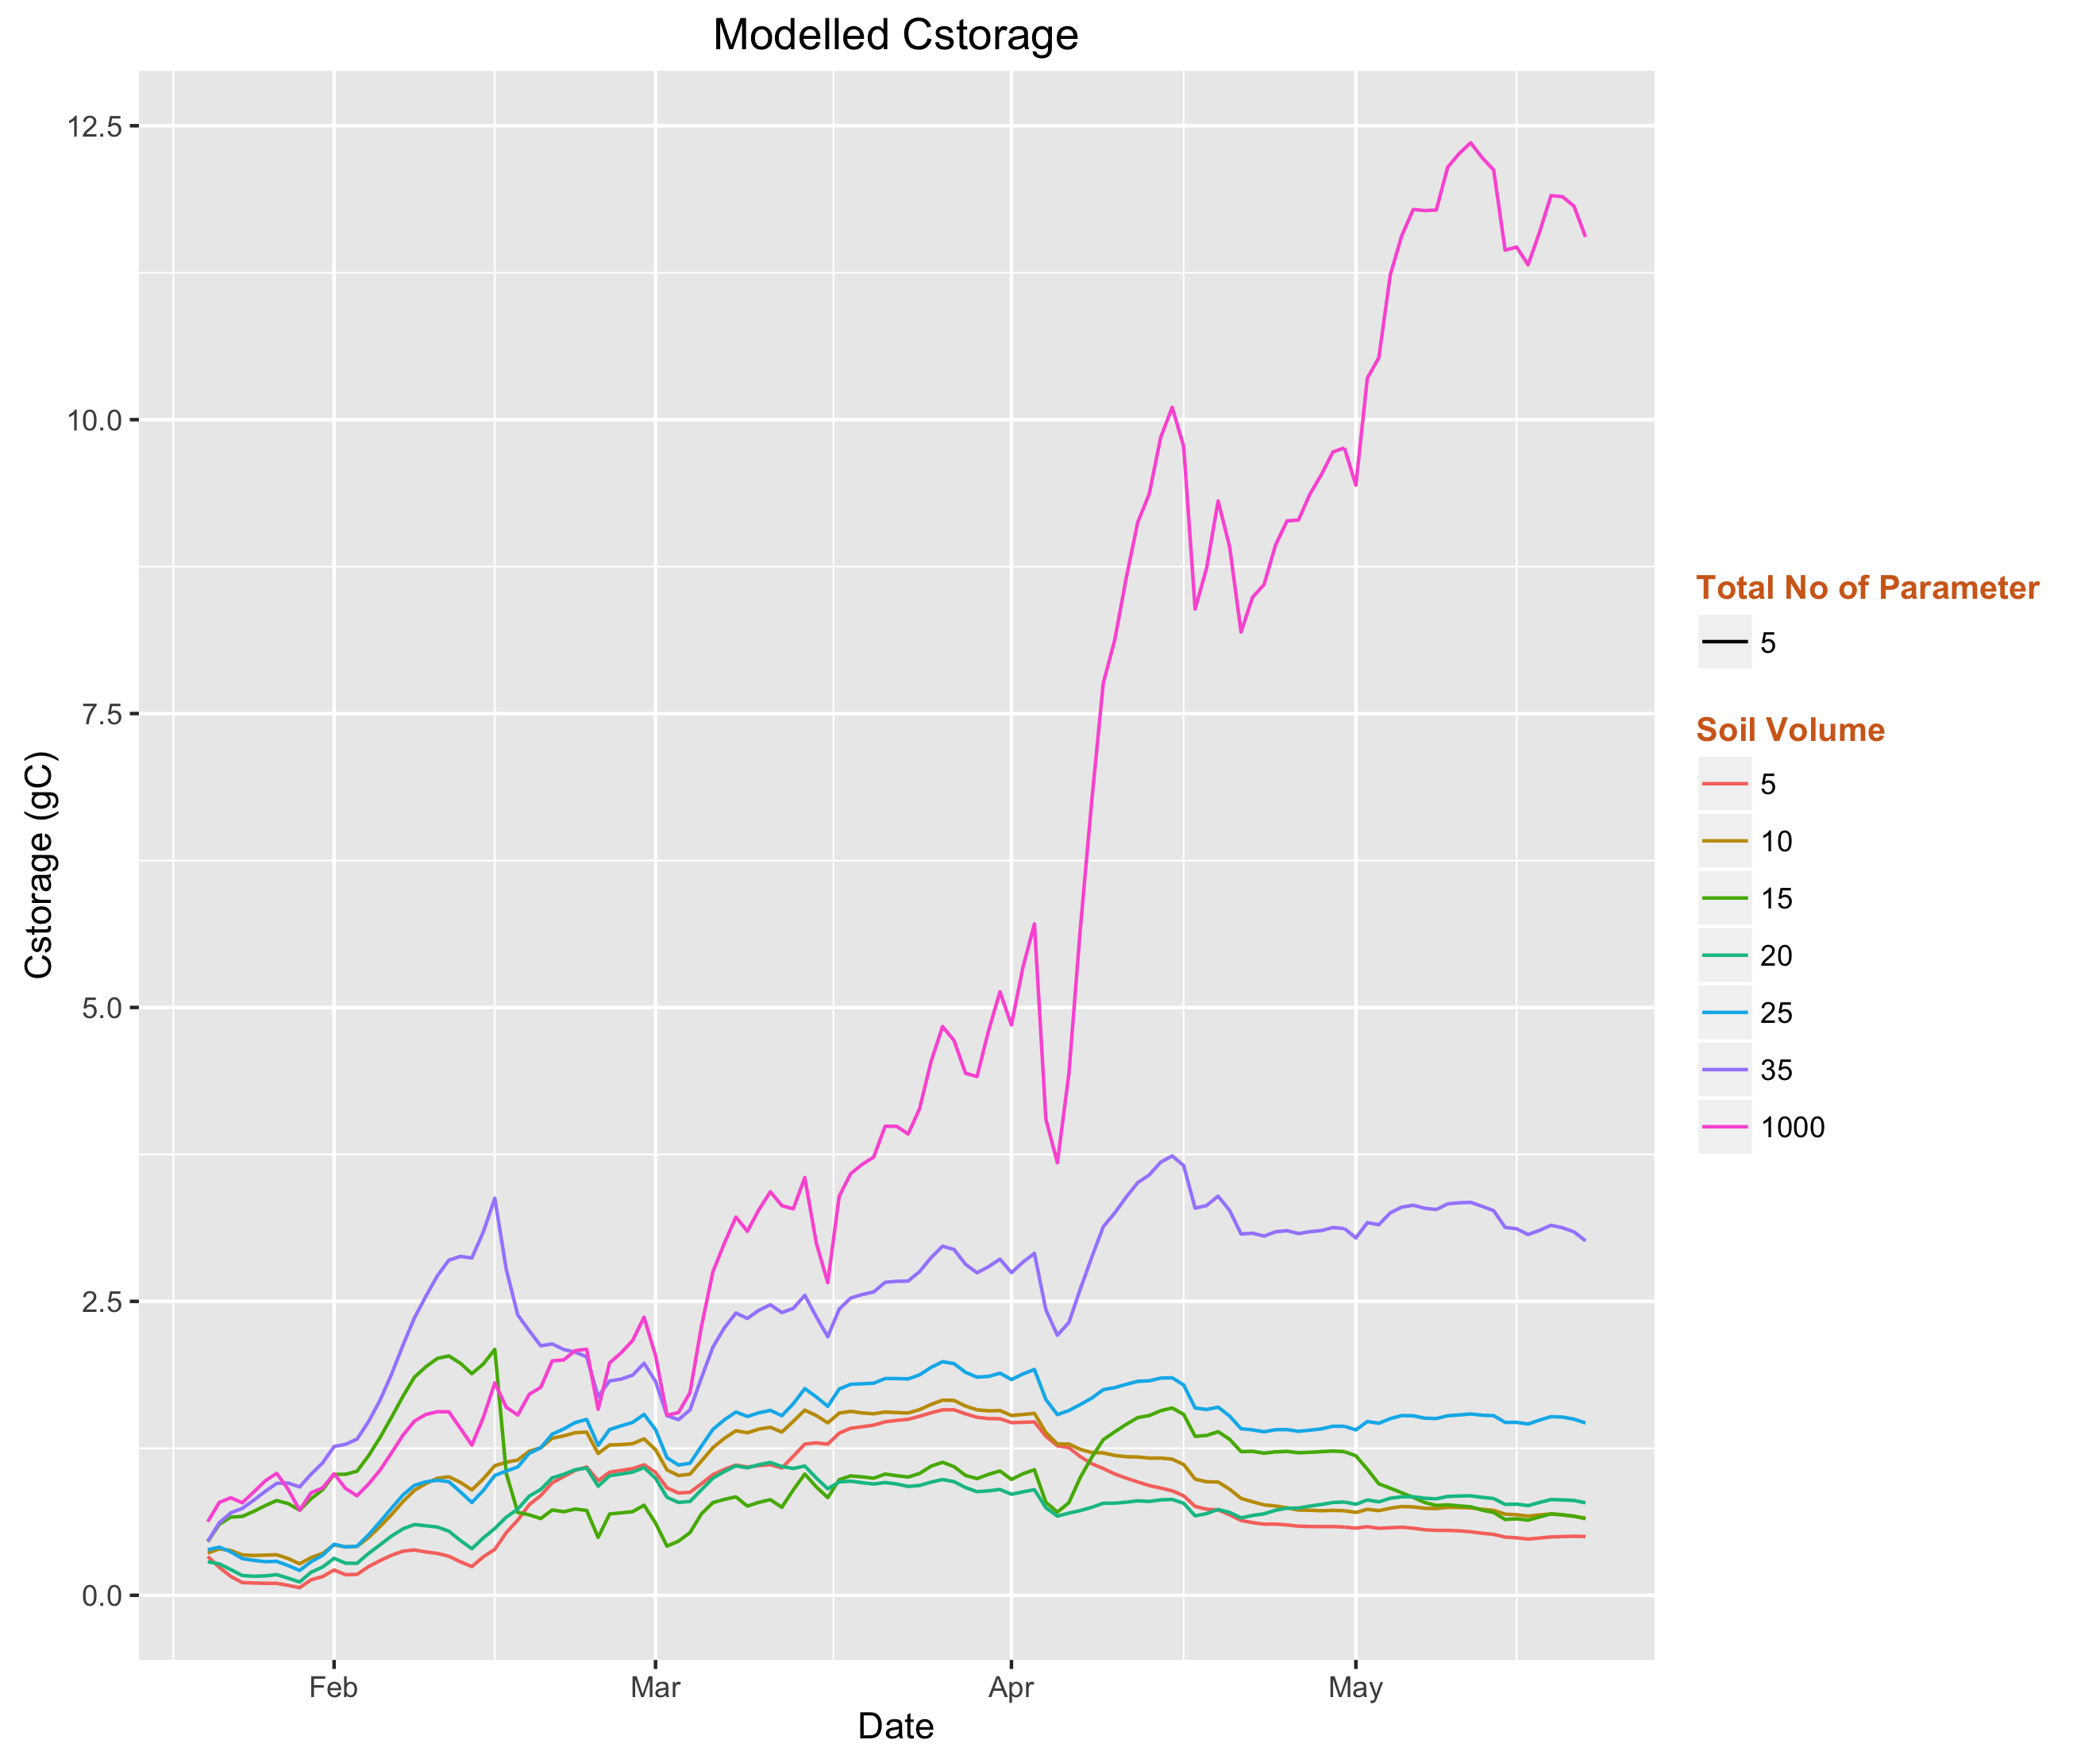 Modelled Cstorage
12.5
10.0
7.5
5.0
2.5
0.0
Cstorage (gC)
Feb
Mar
Apr
May
Date
Total No of Parameter
5
Soil Volume
5
10
15
20
25
35
1000